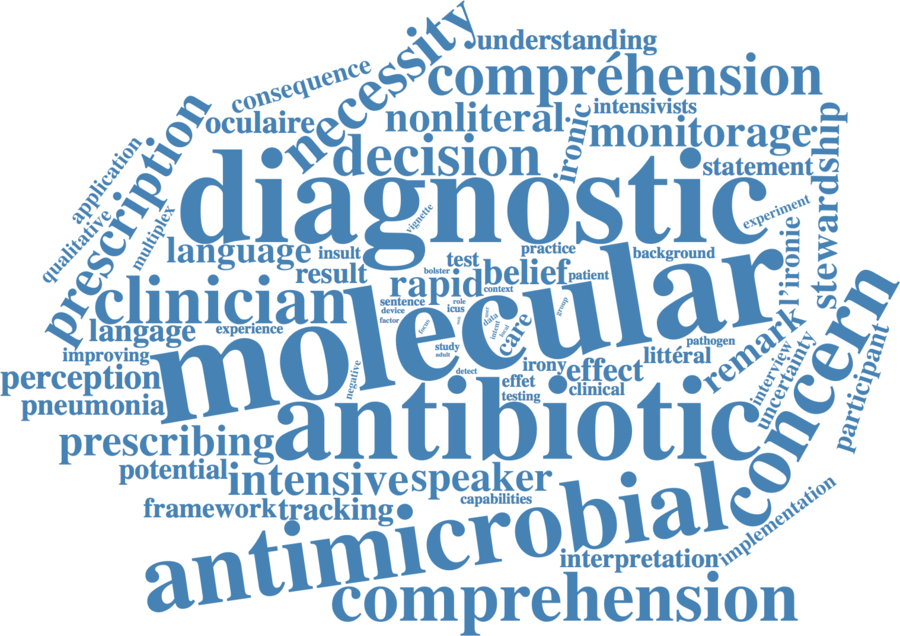 understanding
necessity
compréhension
consequence
intensivists
oculaire
nonliteral
ironic
monitorage
prescription
decision
statement
stewardship
application
diagnostic
vignette
experiment
qualitative
multiplex
language
insult
practice
background
l'ironie
test
result
bolster
rapid
belief
patient
molecular
clinician
context
sentence
role
icus
device
group
data
factor
focus
intent
care
concern
langage
experience
study
adult
pathogen
remark
improving
irony
effect
littéral
participant
interview
uncertainty
perception
negative
detect
effet
clinical
testing
pneumonia
antibiotic
prescribing
potential
intensive
speaker
capabilities
framework
tracking
antimicrobial
implementation
interpretation
comprehension